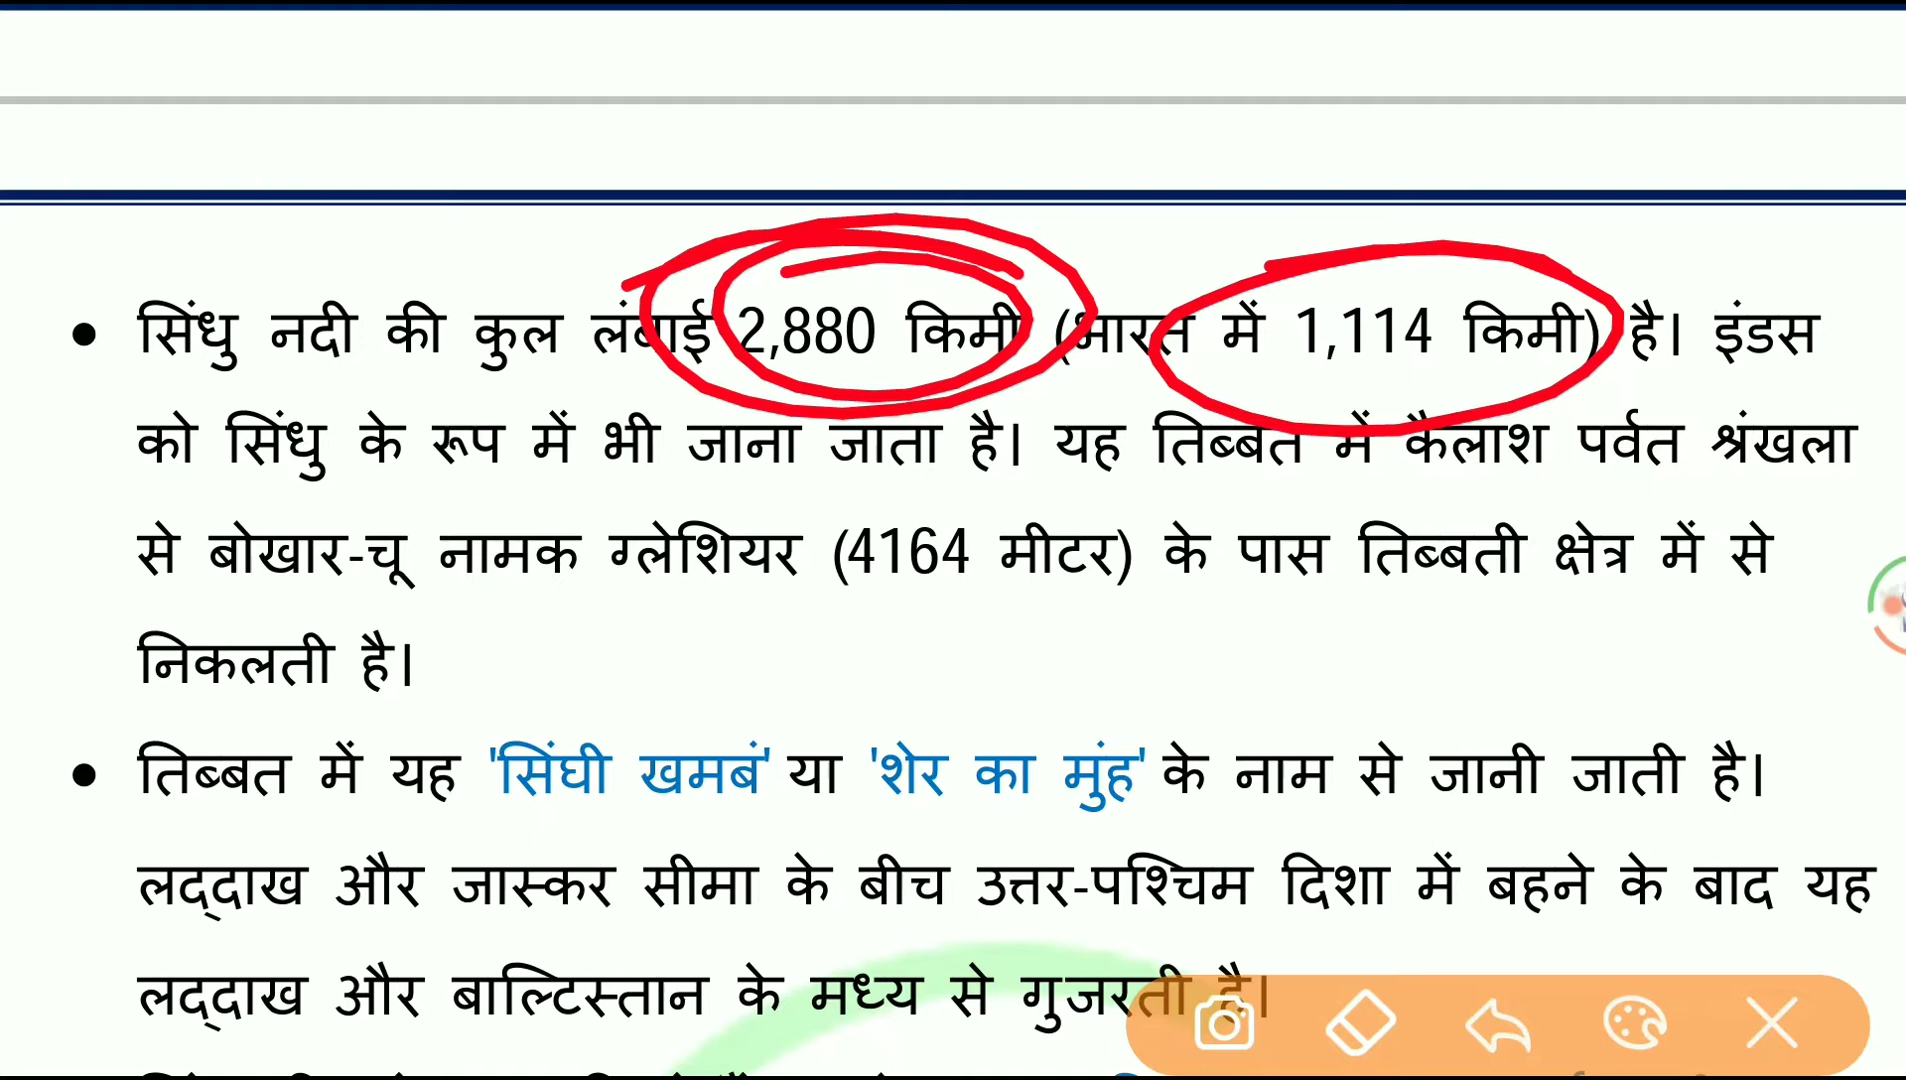 • सिंधु नदी की कुल लंबाई 2,880 किमी (भारत में 1,114 किमी) है। इंडस
को सिंधु के रूप में भी जाना जाता है। यह तिब्बत में कैलाश पर्वत श्रंखला
से बोखार-चू नामक ग्लेशियर (4164 मीटर) के पास तिब्बती क्षेत्र में से
निकलती है।
• तिब्बत में यह 'सिंघी खमबं' या 'शेर का मुंह' के नाम से जानी जाती है।
लद्दाख और जास्कर सीमा के बीच उत्तर-पश्चिम दिशा में बहने के बाद यह
लद्दाख और बाल्टिस्तान के मध्य से गुजरती है।